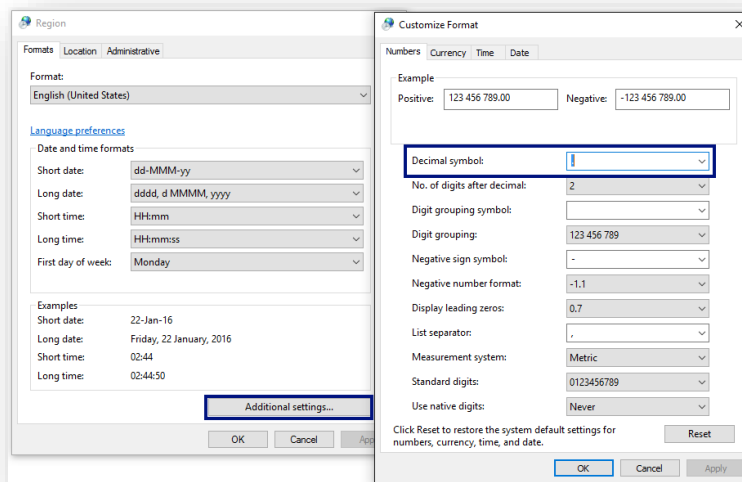 Region
Formats Location Administrative
Format:
English (United States)
Language preferences
Date and time formats
Short date: dd-MMM-yy
Long date: dddd, d MMMM, yyyy
Short time: HH:mm
Long time: HH:mm:ss
First day of week: Monday
Examples
Short date: 22-Jan-16
Long date: Friday, 22 January, 2016
Short time: 02:44
Long time: 02:44:50
Additional settings...
OK Cancel App
Customize Format
Numbers Currency Time Date
Example
Positive: 123 456 789.00 Negative: -123 456 789.00
Decimal symbol: .
No. of digits after decimal: 2
Digit grouping symbol:
Digit grouping: 123 456 789
Negative sign symbol: -
Negative number format: -1.1
Display leading zeros: 0.7
List separator: ,
Measurement system: Metric
Standard digits: 0123456789
Use native digits: Never
Click Reset to restore the system default settings for
numbers, currency, time, and date.
Reset
OK Cancel Apply